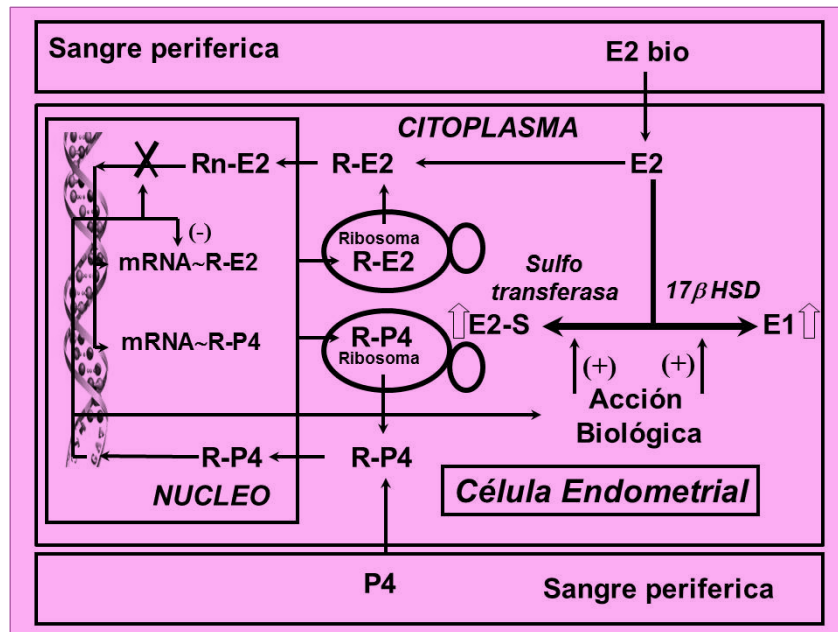 Sangre periferica
E2 bio
CITOPLASMA
Rn-E2
R-E2
E2
(-)
mRNA~R-E2
Ribosoma
R-E2
Sulfo
transferasa
17β HSD
mRNA~R-P4
R-P4
Ribosoma
E2-S
E1
(+)
(+)
Acción
Biológica
R-P4
R-P4
NUCLEO
Célula Endometrial
P4
Sangre periferica